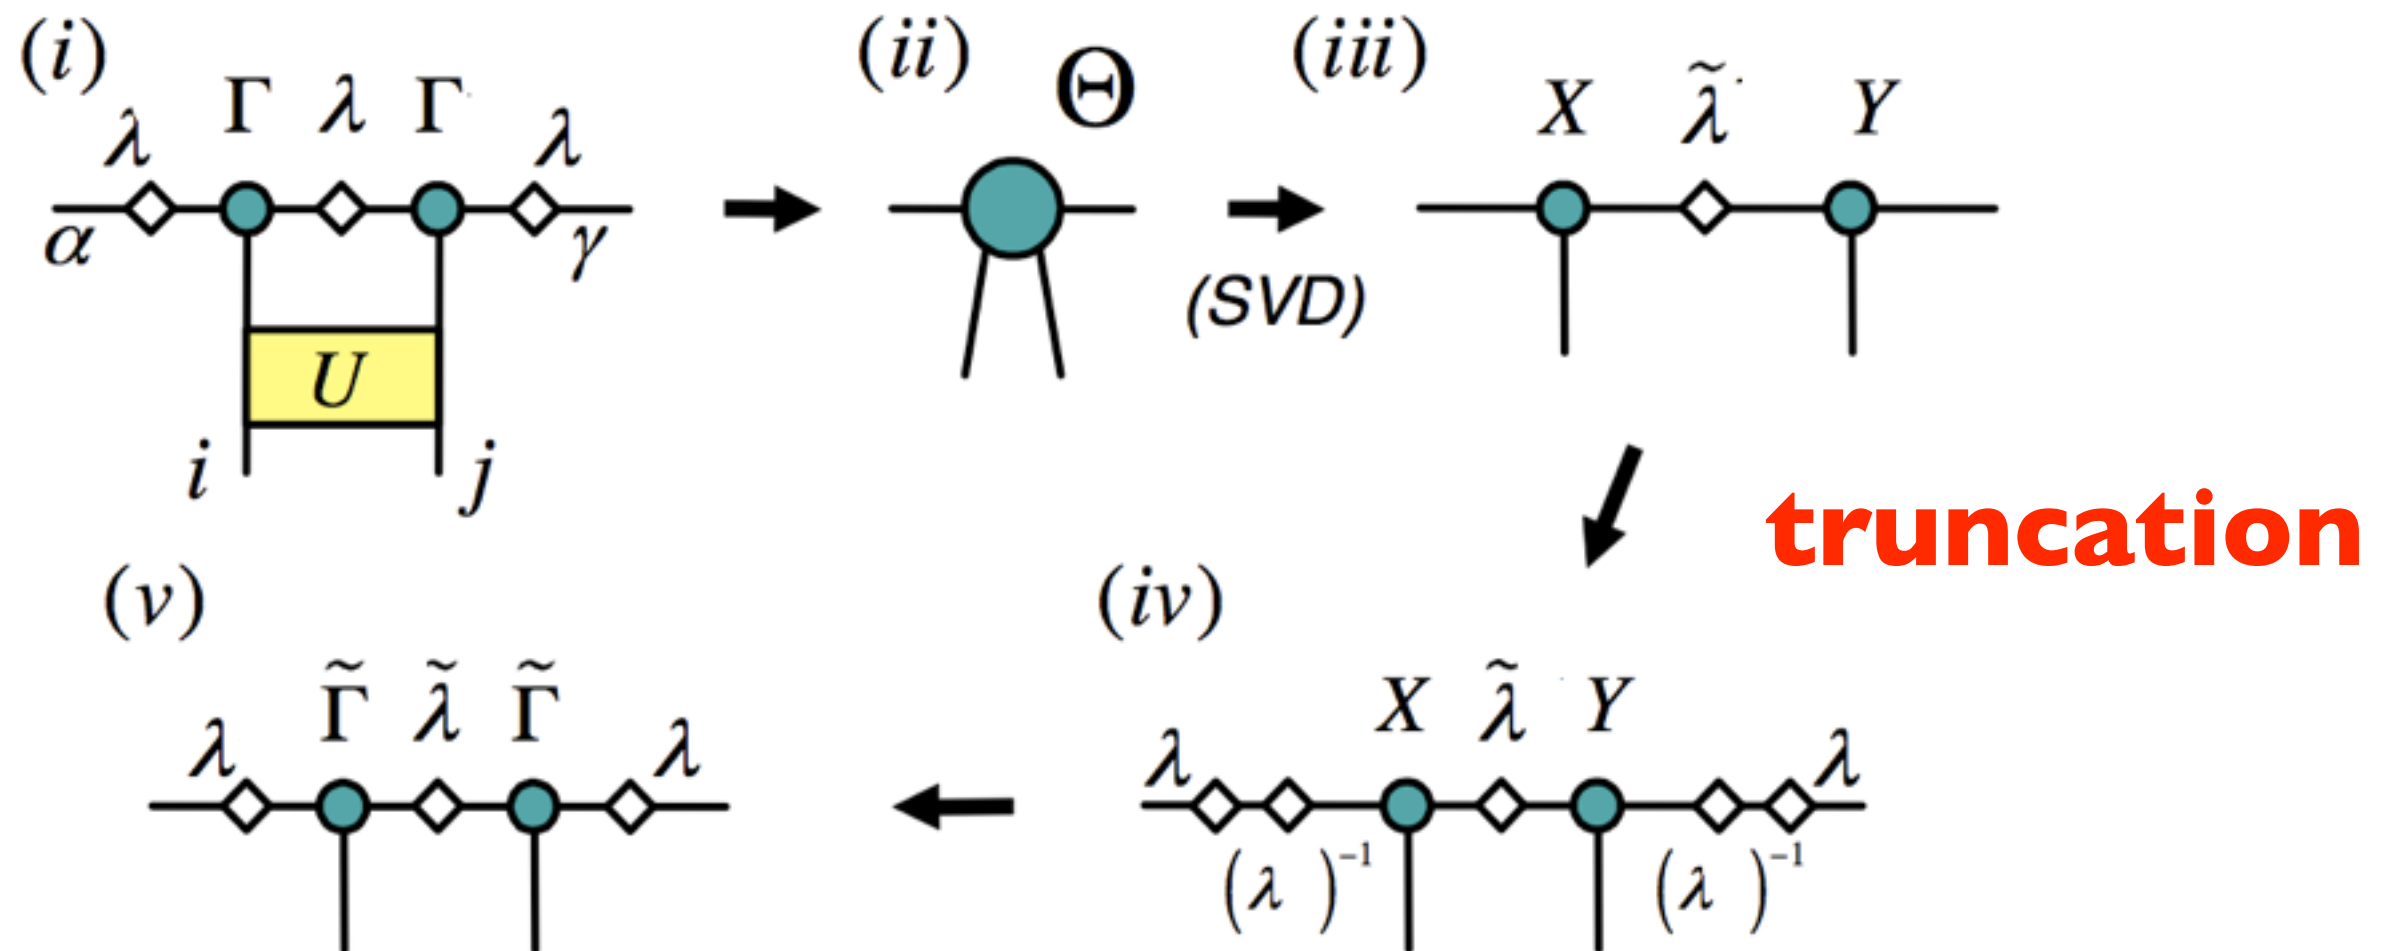 (i)
λ Γ λ Γ λ
α γ
U
i j
(ii) Θ
(SVD)
(iii)
X λ̃ Y
truncation
(iv)
λ X λ̃ Y λ
(λ )⁻¹ (λ )⁻¹
(v)
λ Γ̃ λ̃ Γ̃ λ